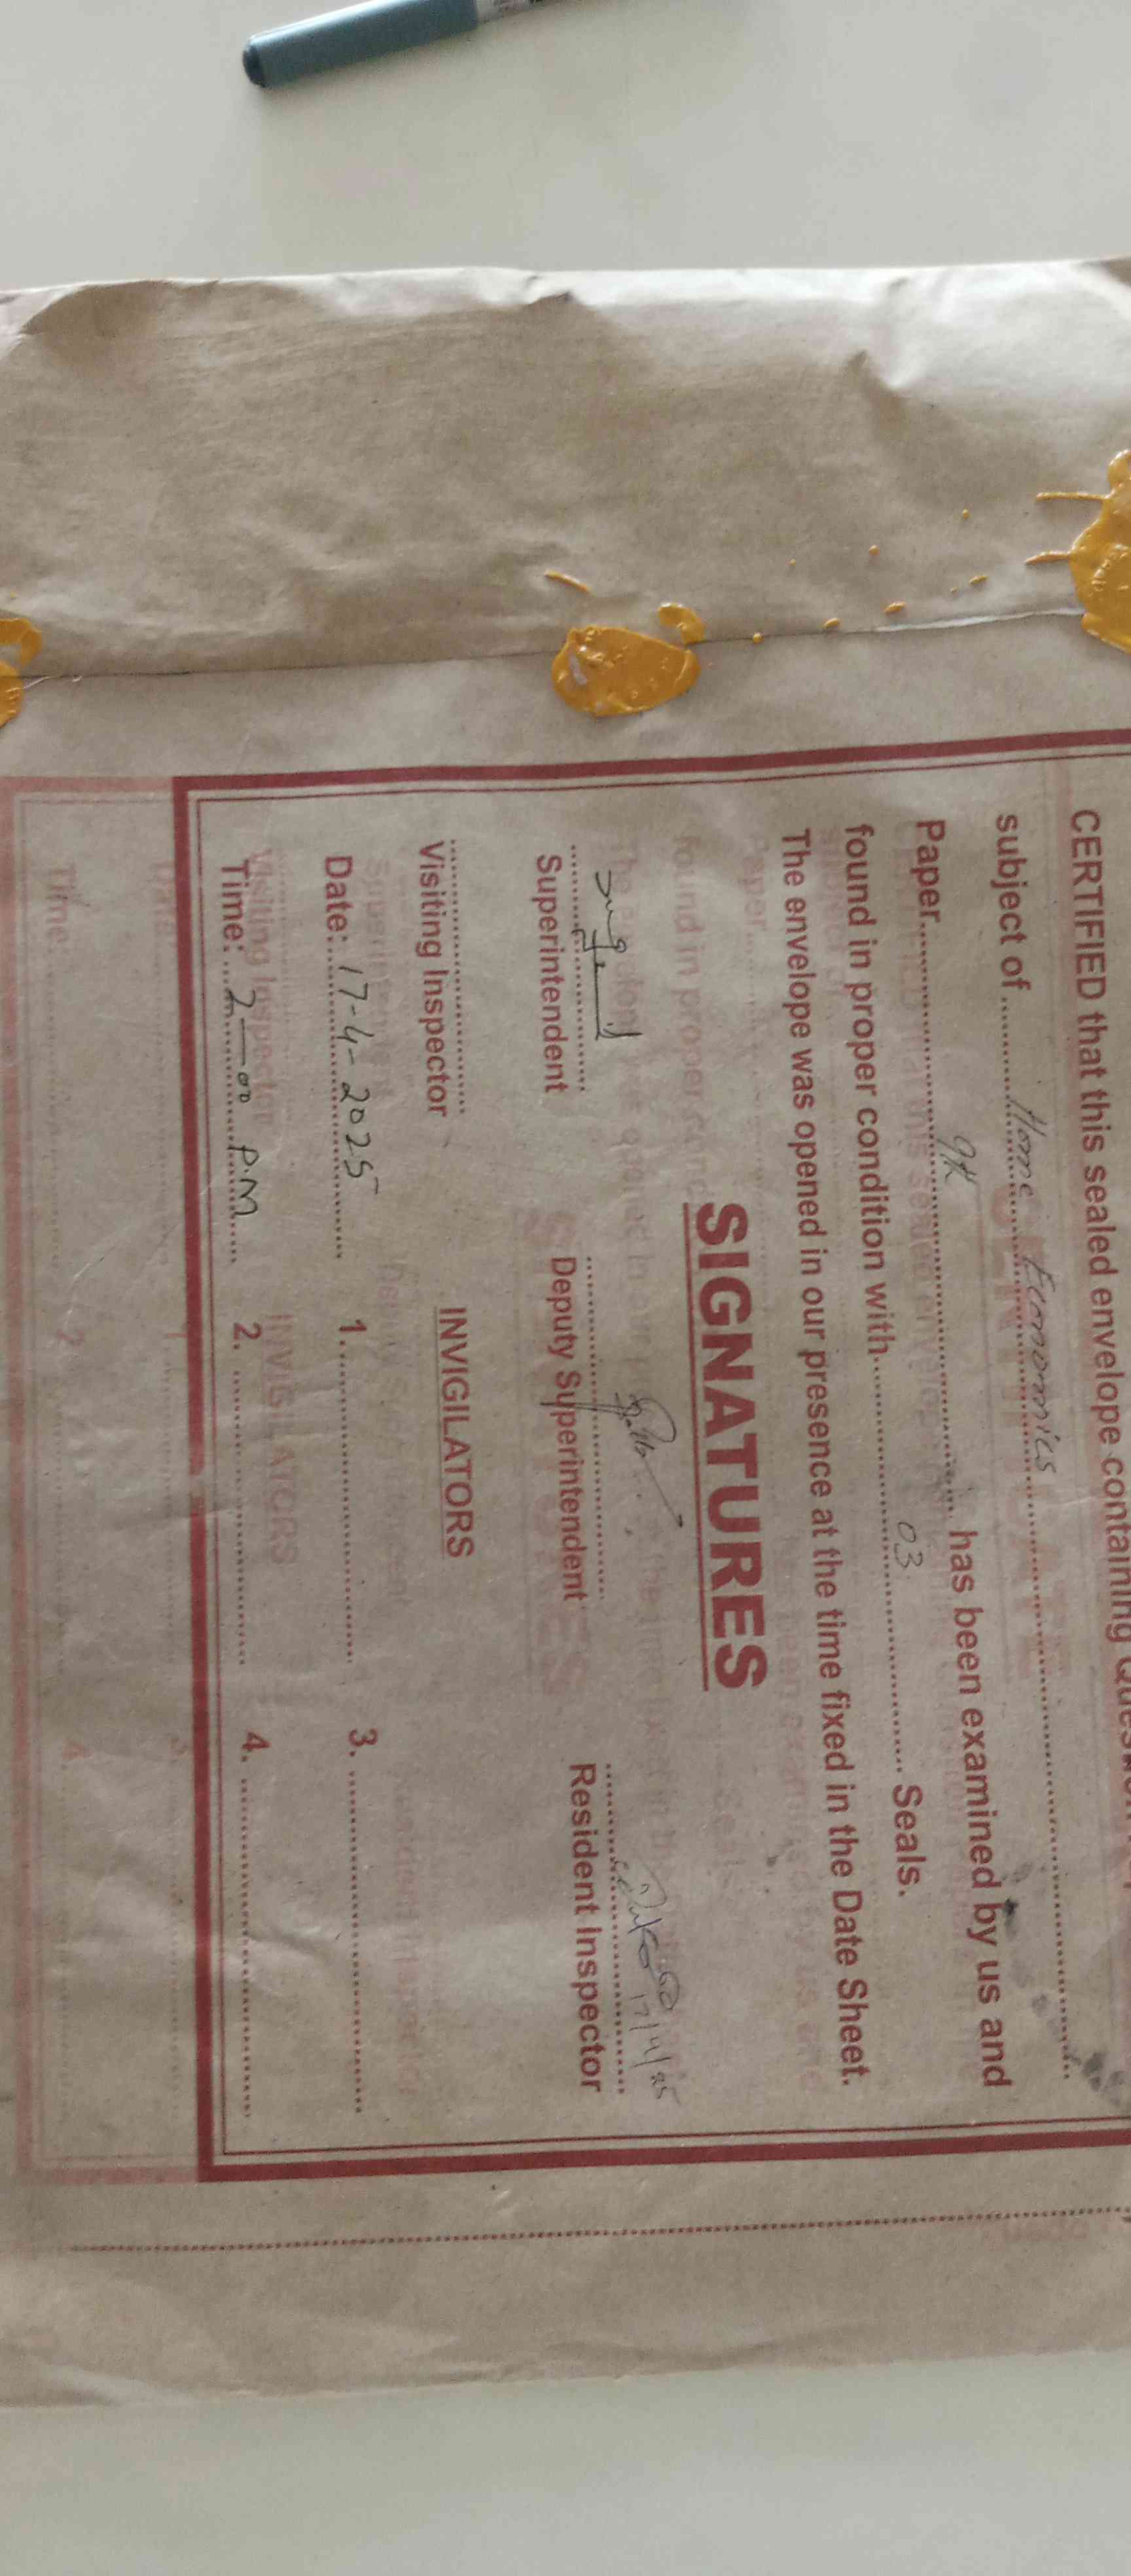 CERTIFIED that this sealed envelope containing
subject of Home Economics
Paper 9th has been examined by us and
found in proper condition with 03 Seals.
The envelope was opened in our presence at the time fixed in the Date Sheet.
SIGNATURES
17/4/25
Superintendent Deputy Superintendent Resident Inspector
Visiting Inspector INVIGILATORS
Date: 17-4-2025 1. 3.
Time: 2-00 P.M 2. 4.